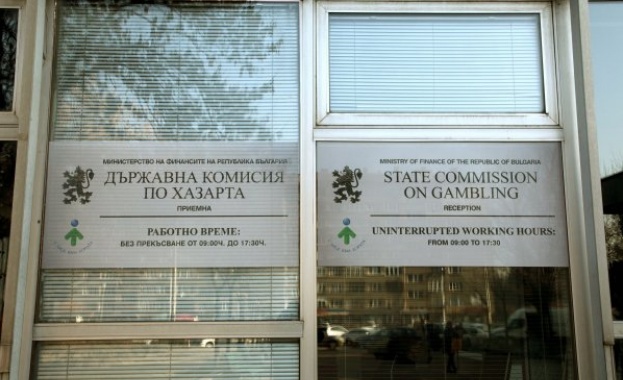 МИНИСТЕРСТВО НА ФИНАНСИТЕ НА РЕПУБЛИКА БЪЛГАРИЯ
ДЪРЖАВНА КОМИСИЯ
ПО ХАЗАРТА
ПРИЕМНА
РАБОТНО ВРЕМЕ:
БЕЗ ПРЕКЪСВАНЕ ОТ 09:00Ч. ДО 17:30Ч.
MINISTRY OF FINANCE OF THE REPUBLIC OF BULGARIA
STATE COMMISSION
ON GAMBLING
RECEPTION
UNINTERRUPTED WORKING HOURS:
FROM 09:00 TO 17:30